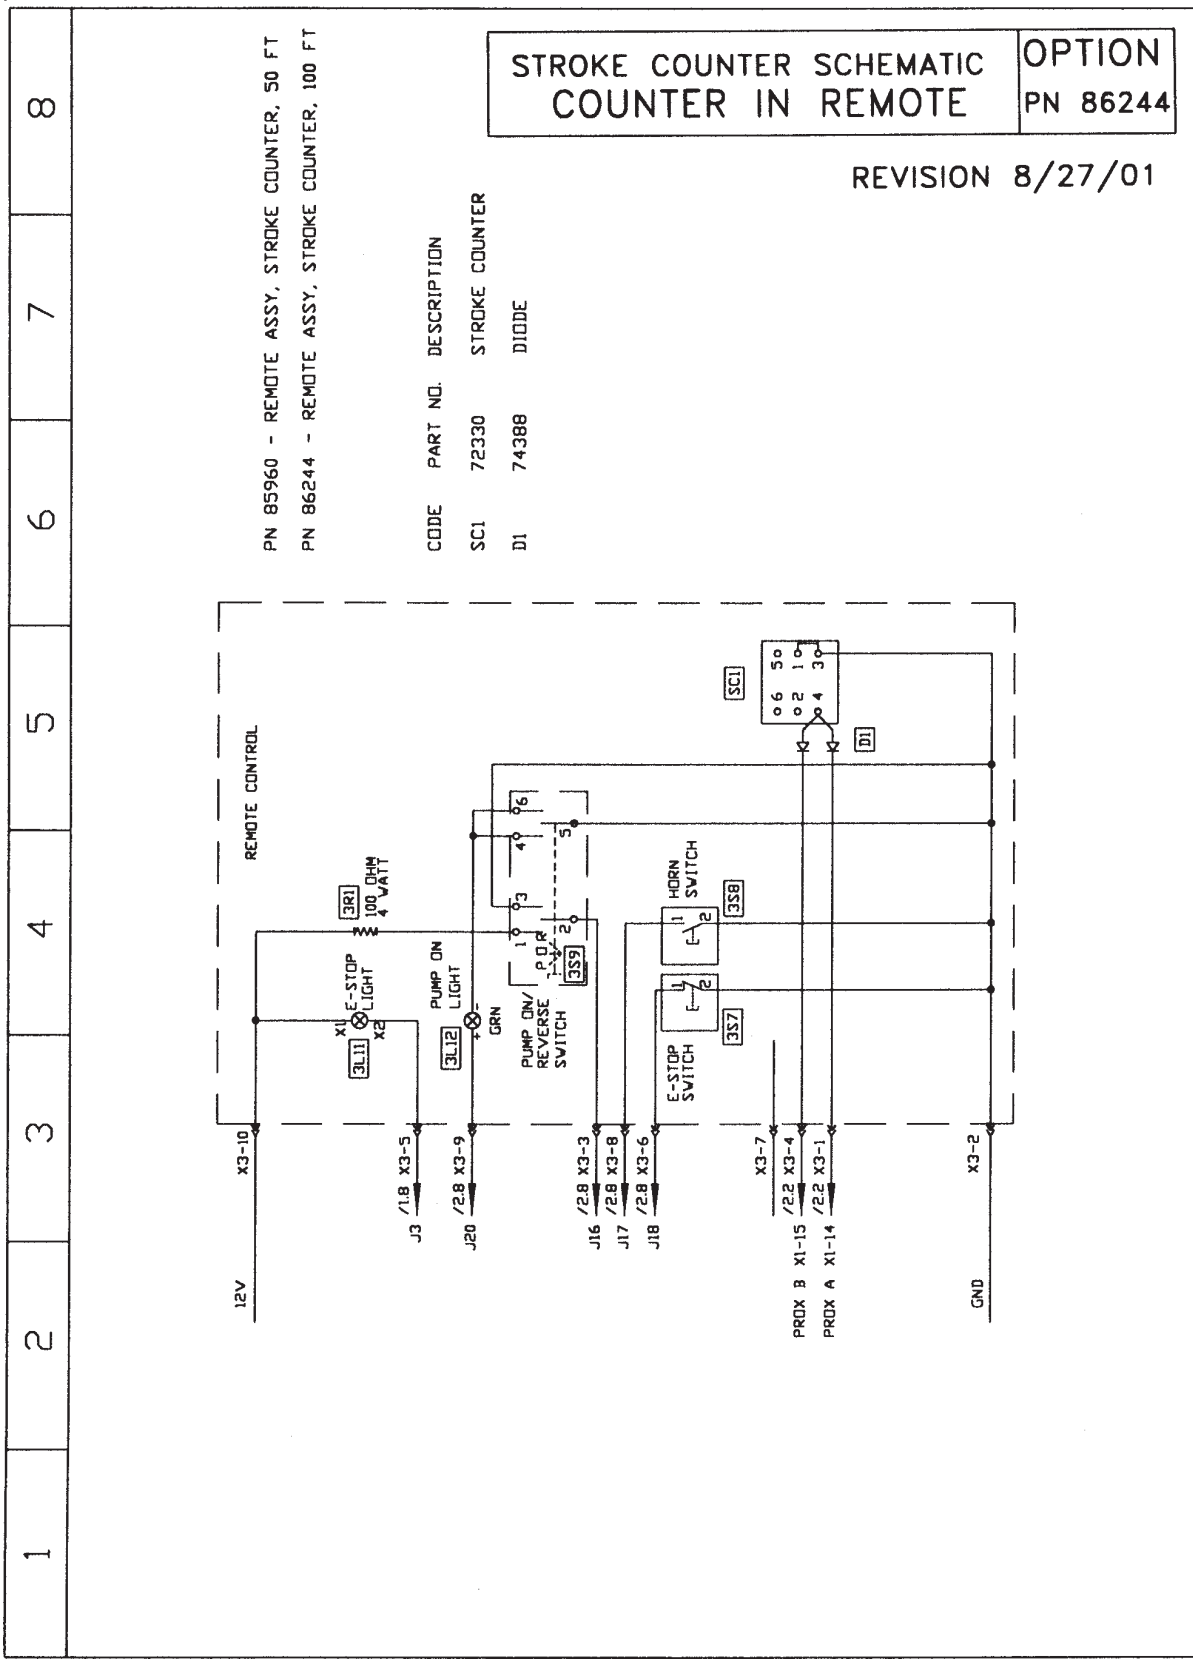 STROKE COUNTER SCHEMATIC
COUNTER IN REMOTE
OPTION
PN 86244
REVISION 8/27/01
8
7
6
5
4
3
2
1
PN 85960 - REMOTE ASSY, STROKE COUNTER, 50 FT
PN 86244 - REMOTE ASSY, STROKE COUNTER, 100 FT
CODE PART NO. DESCRIPTION
SC1 72330 STROKE COUNTER
D1 74388 DIODE
REMOTE CONTROL
3R1
100 OHM
4 WATT
X1
X2
E-STOP
LIGHT
3L11
PUMP ON
LIGHT
3L12
+ -
GRN
1 3 4 6
2 5
P O R
3S9
PUMP ON/
REVERSE
SWITCH
HORN
SWITCH
1 2
3S8
E-STOP
SWITCH
1 2
3S7
SC1
6 5
2 1
4 3
D1
12V X3-10
J3 /1.8 X3-5
J20 /2.8 X3-9
J16 /2.8 X3-3
J17 /2.8 X3-8
J18 /2.8 X3-6
X3-7
PROX B X1-15 /2.2 X3-4
PROX A X1-14 /2.2 X3-1
GND X3-2